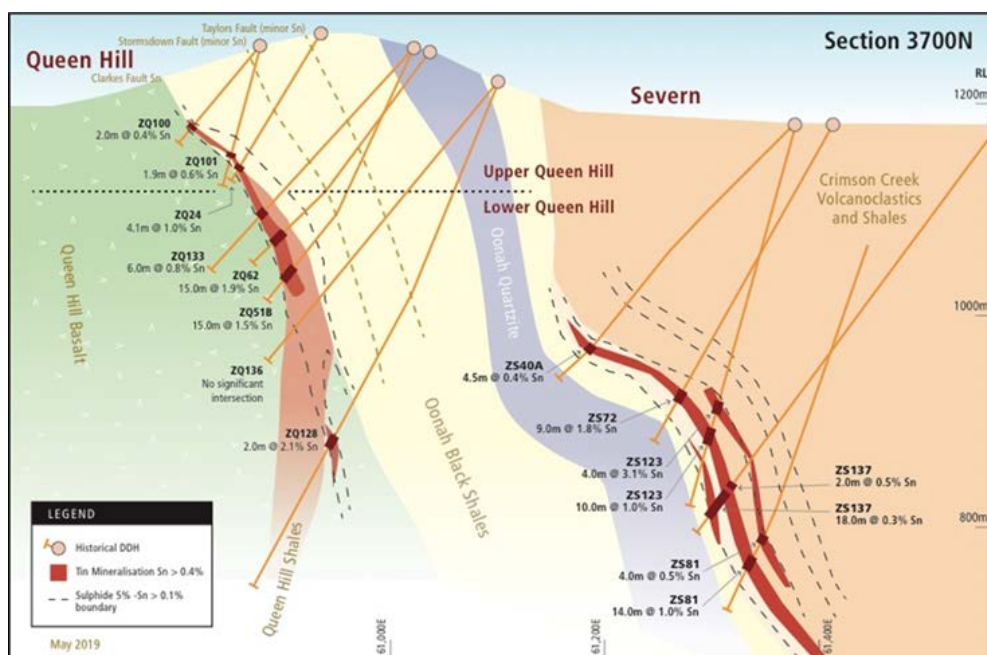 Taylors Fault (minor Sn)
Stormsdown Fault (minor Sn)
Queen Hill
Clarkes Fault Sn
Section 3700N
Severn
RL
1200m
ZQ100
2.0m @ 0.4% Sn
ZQ101
1.9m @ 0.6% Sn
Upper Queen Hill
Lower Queen Hill
Crimson Creek
Volcanoclastics
and Shales
ZQ24
4.1m @ 1.0% Sn
ZQ133
6.0m @ 0.8% Sn
ZQ62
15.0m @ 1.9% Sn
ZQ51B
15.0m @ 1.5% Sn
Queen Hill Basalt
Oonah Quartzite
1000m
ZQ136
No significant
intersection
ZS40A
4.5m @ 0.4% Sn
ZQ128
2.0m @ 2.1% Sn
Oonah Black Shales
ZS72
9.0m @ 1.8% Sn
ZS123
4.0m @ 3.1% Sn
ZS123
10.0m @ 1.0% Sn
ZS137
2.0m @ 0.5% Sn
ZS137
18.0m @ 0.3% Sn
800m
ZS81
4.0m @ 0.5% Sn
ZS81
14.0m @ 1.0% Sn
Queen Hill Shales
LEGEND
Historical DDH
Tin Mineralisation Sn > 0.4%
Sulphide 5% -Sn > 0.1%
boundary
May 2019
61,000E
61,200E
61,400E